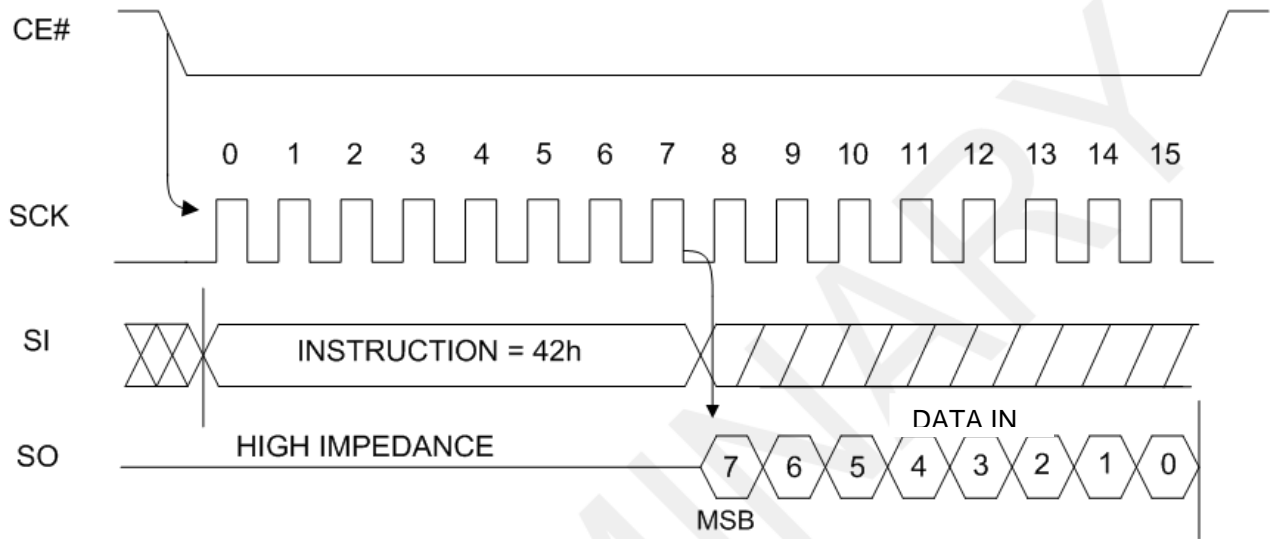 CE#
0 1 2 3 4 5 6 7 8 9 10 11 12 13 14 15
SCK
SI
INSTRUCTION = 42h
DATA IN
HIGH IMPEDANCE
SO
7 6 5 4 3 2 1 0
MSB
MINARY